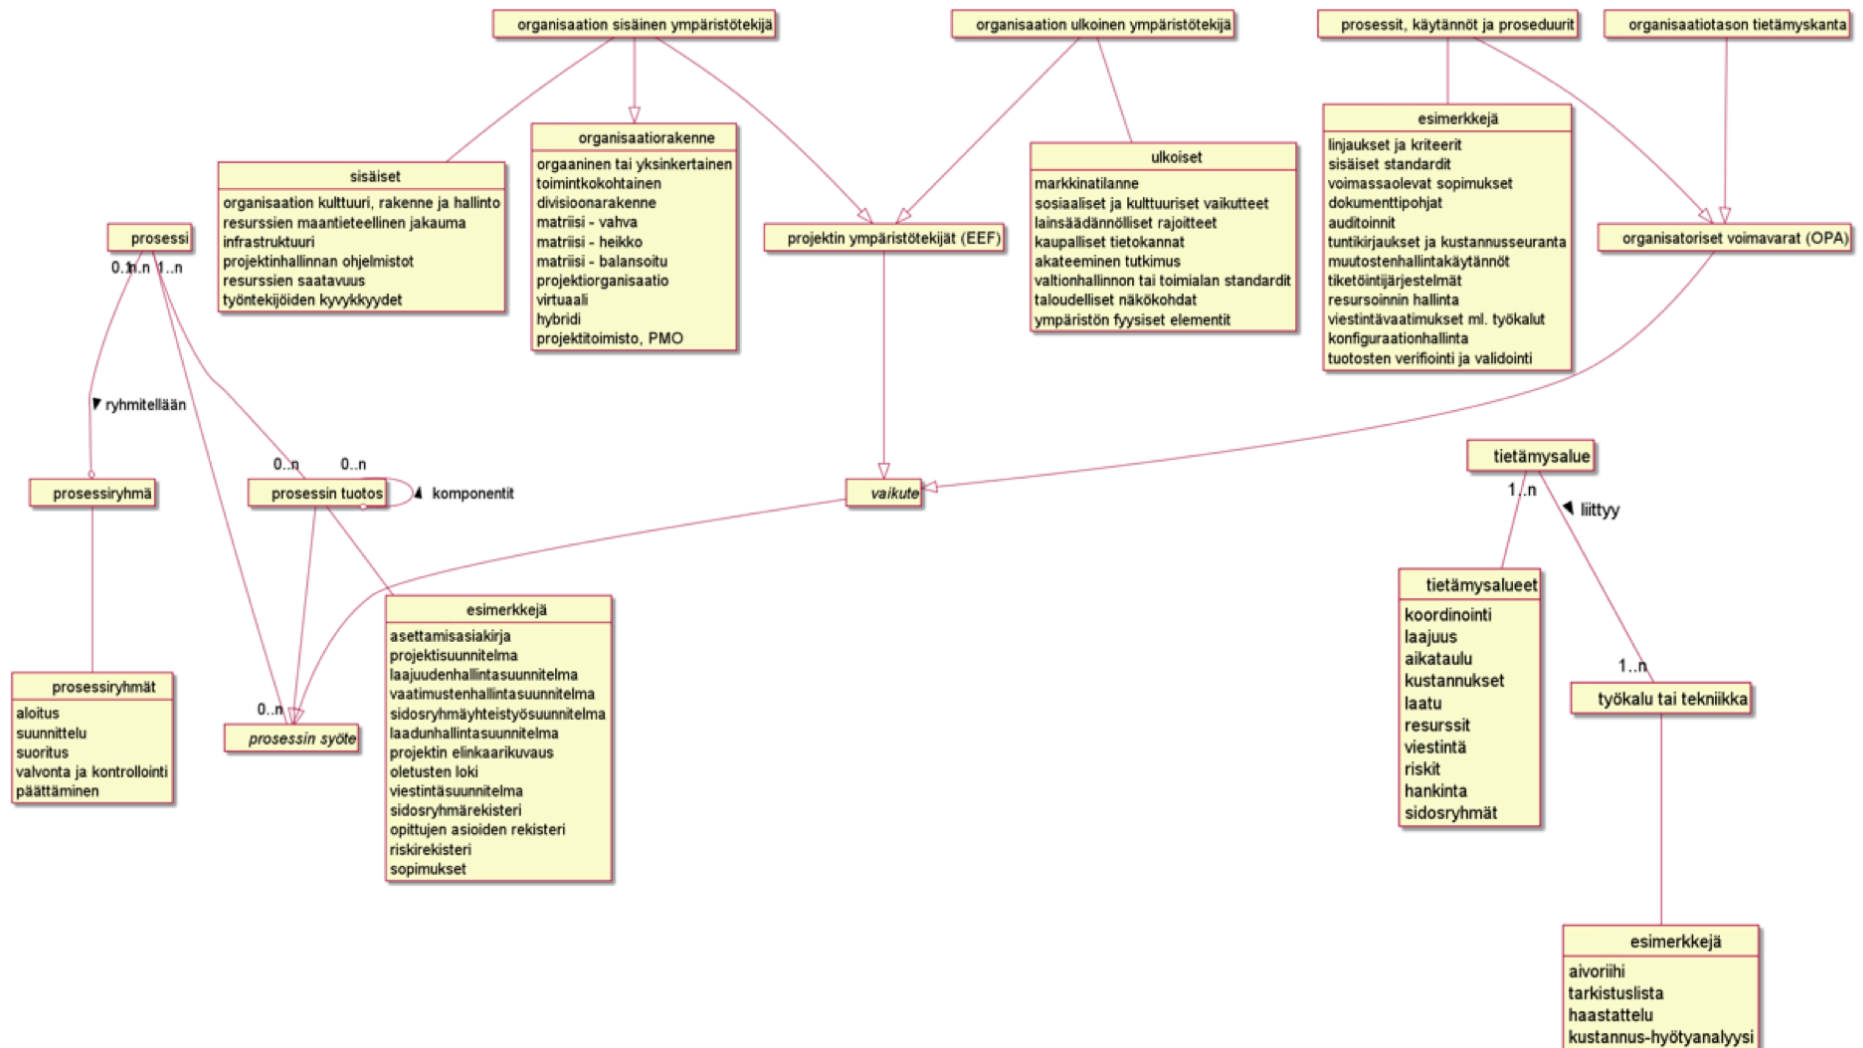 organisaation sisäinen ympäristötekijä
organisaation ulkoinen ympäristötekijä
prosessit, käytännöt ja proseduurit
organisaatiotason tietämyskanta
sisäiset
organisaation kulttuuri, rakenne ja hallinto
resurssien maantieteellinen jakauma
infrastruktuuri
projektinhallinnan ohjelmistot
resurssien saatavuus
työntekijöiden kyvykkyydet
organisaatiorakenne
orgaaninen tai yksinkertainen
toimintkokohtainen
divisioonarakenne
matriisi - vahva
matriisi - heikko
matriisi - balansoitu
projektiorganisaatio
virtuaali
hybridi
projektitoimisto, PMO
projektin ympäristötekijät (EEF)
ulkoiset
markkinatilanne
sosiaaliset ja kulttuuriset vaikutteet
lainsäädännölliset rajoitteet
kaupalliset tietokannat
akateeminen tutkimus
valtionhallinnon tai toimialan standardit
taloudelliset näkökohdat
ympäristön fyysiset elementit
esimerkkejä
linjaukset ja kriteerit
sisäiset standardit
voimassaolevat sopimukset
dokumenttipohjat
auditoinnit
tuntikirjaukset ja kustannusseuranta
muutostenhallintakäytännöt
tiketöintijärjestelmät
resursoinnin hallinta
viestintävaatimukset ml. työkalut
konfiguraationhallinta
tuotosten verifiointi ja validointi
organisatoriset voimavarat (OPA)
prosessi
1..n
ryhmitellään
0..n
0..n
prosessiryhmä
prosessin tuotos
komponentit
vaikute
tietämysalue
1..n
liittyy
prosessiryhmät
aloitus
suunnittelu
suoritus
valvonta ja kontrollointi
päättäminen
0..n
prosessin syöte
esimerkkejä
asettamisasiakirja
projektisuunnitelma
laajuudenhallintasuunnitelma
vaatimustenhallintasuunnitelma
sidosryhmäyhteistyösuunnitelma
laadunhallintasuunnitelma
projektin elinkaarikuvaus
oletusten loki
viestintäsuunnitelma
sidosryhmärekisteri
opittujen asioiden rekisteri
riskirekisteri
sopimukset
tietämysalueet
koordinointi
laajuus
aikataulu
kustannukset
laatu
resurssit
viestintä
riskit
hankinta
sidosryhmät
1..n
työkalu tai tekniikka
esimerkkejä
aivoriihi
tarkistuslista
haastattelu
kustannus-hyötyanalyysi